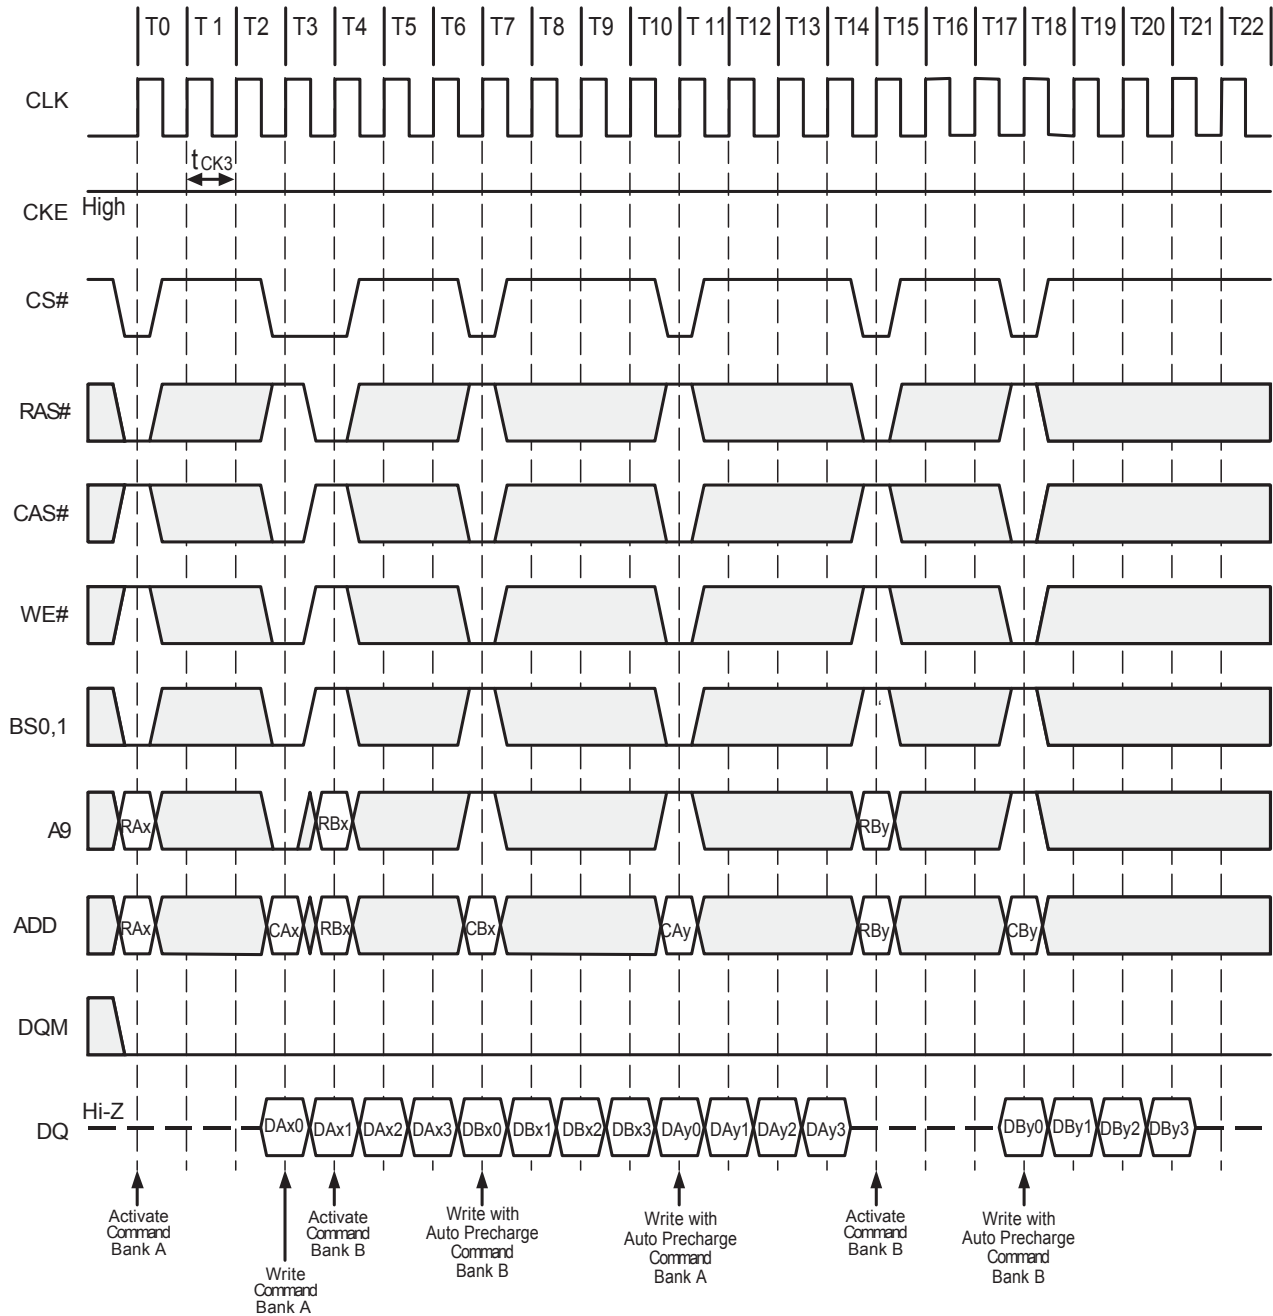 T0 T 1 T2 T3 T4 T5 T6 T7 T8 T9 T10 T 11 T12 T13 T14 T15 T16 T17 T18 T19 T20 T21 T22
CLK
tCK3
CKE High
CS#
RAS#
CAS#
WE#
BS0,1
A9 RAx RBx RBy
ADD RAx CAx RBx CBx CAy RBy CBy
DQM
Hi-Z
DQ DAx0 DAx1 DAx2 DAx3 DBx0 DBx1 DBx2 DBx3 DAy0 DAy1 DAy2 DAy3 DBy0 DBy1 DBy2 DBy3
Activate
Command
Bank A
Write
Command
Bank A
Activate
Command
Bank B
Write with
Auto Precharge
Command
Bank B
Write with
Auto Precharge
Command
Bank A
Activate
Command
Bank B
Write with
Auto Precharge
Command
Bank B